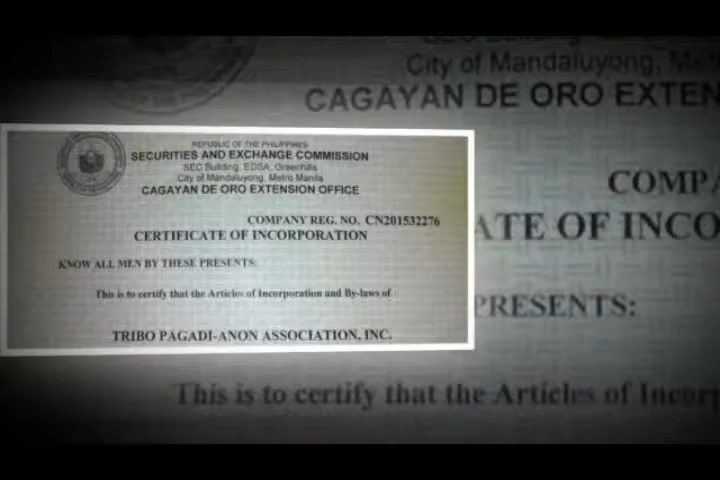 REPUBLIC OF THE PHILIPPINES
SECURITIES AND EXCHANGE COMMISSION
SEC Building, EDSA, Greenhills
City of Mandaluyong, Metro Manila
CAGAYAN DE ORO EXTENSION OFFICE
COMPANY REG. NO. CN201532276
CERTIFICATE OF INCORPORATION
KNOW ALL MEN BY THESE PRESENTS:
This is to certify that the Articles of Incorporation and By-laws of
TRIBO PAGADI-ANON ASSOCIATION, INC.
City of Mandaluyong, Met
CAGAYAN DE ORO EXTEN
COMPA
ATE OF INCO
PRESENTS:
This is to certify that the Articles of Incor